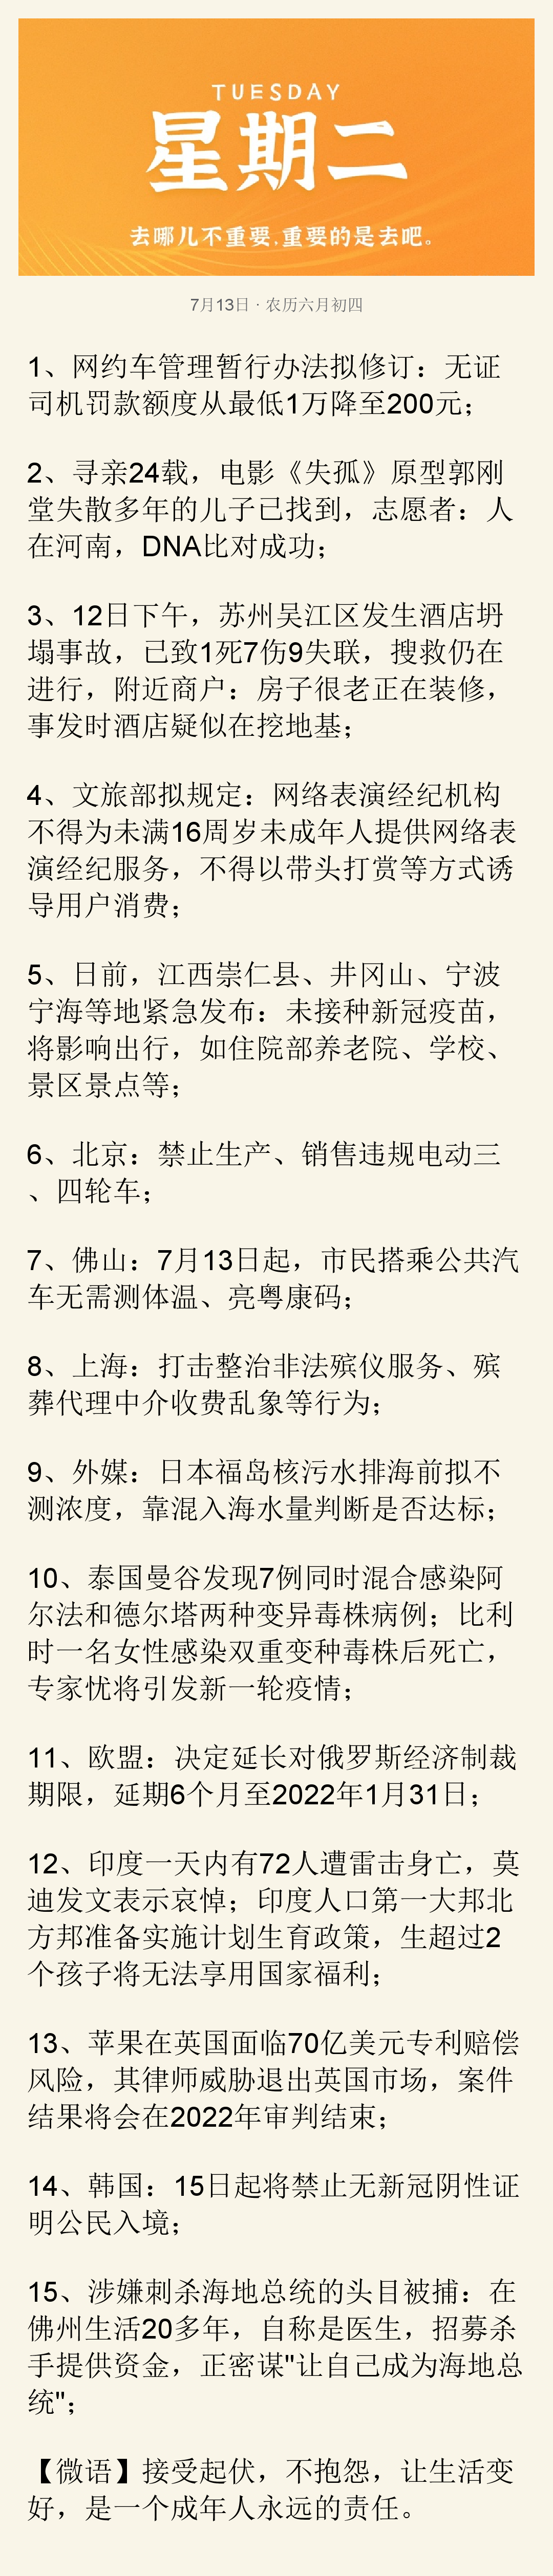 TUESDAY
星期二
去哪儿不重要,重要的是去吧。
7月13日 · 农历六月初四
1、网约车管理暂行办法拟修订：无证
司机罚款额度从最低1万降至200元；
2、寻亲24载，电影《失孤》原型郭刚
堂失散多年的儿子已找到，志愿者：人
在河南，DNA比对成功；
3、12日下午，苏州吴江区发生酒店坍
塌事故，已致1死7伤9失联，搜救仍在
进行，附近商户：房子很老正在装修，
事发时酒店疑似在挖地基；
4、文旅部拟规定：网络表演经纪机构
不得为未满16周岁未成年人提供网络表
演经纪服务，不得以带头打赏等方式诱
导用户消费；
5、日前，江西崇仁县、井冈山、宁波
宁海等地紧急发布：未接种新冠疫苗，
将影响出行，如住院部养老院、学校、
景区景点等；
6、北京：禁止生产、销售违规电动三
、四轮车；
7、佛山：7月13日起，市民搭乘公共汽
车无需测体温、亮粤康码；
8、上海：打击整治非法殡仪服务、殡
葬代理中介收费乱象等行为；
9、外媒：日本福岛核污水排海前拟不
测浓度，靠混入海水量判断是否达标；
10、泰国曼谷发现7例同时混合感染阿
尔法和德尔塔两种变异毒株病例；比利
时一名女性感染双重变种毒株后死亡，
专家忧将引发新一轮疫情；
11、欧盟：决定延长对俄罗斯经济制裁
期限，延期6个月至2022年1月31日；
12、印度一天内有72人遭雷击身亡，莫
迪发文表示哀悼；印度人口第一大邦北
方邦准备实施计划生育政策，生超过2
个孩子将无法享用国家福利；
13、苹果在英国面临70亿美元专利赔偿
风险，其律师威胁退出英国市场，案件
结果将会在2022年审判结束；
14、韩国：15日起将禁止无新冠阴性证
明公民入境；
15、涉嫌刺杀海地总统的头目被捕：在
佛州生活20多年，自称是医生，招募杀
手提供资金，正密谋"让自己成为海地总
统"；
【微语】接受起伏，不抱怨，让生活变
好，是一个成年人永远的责任。